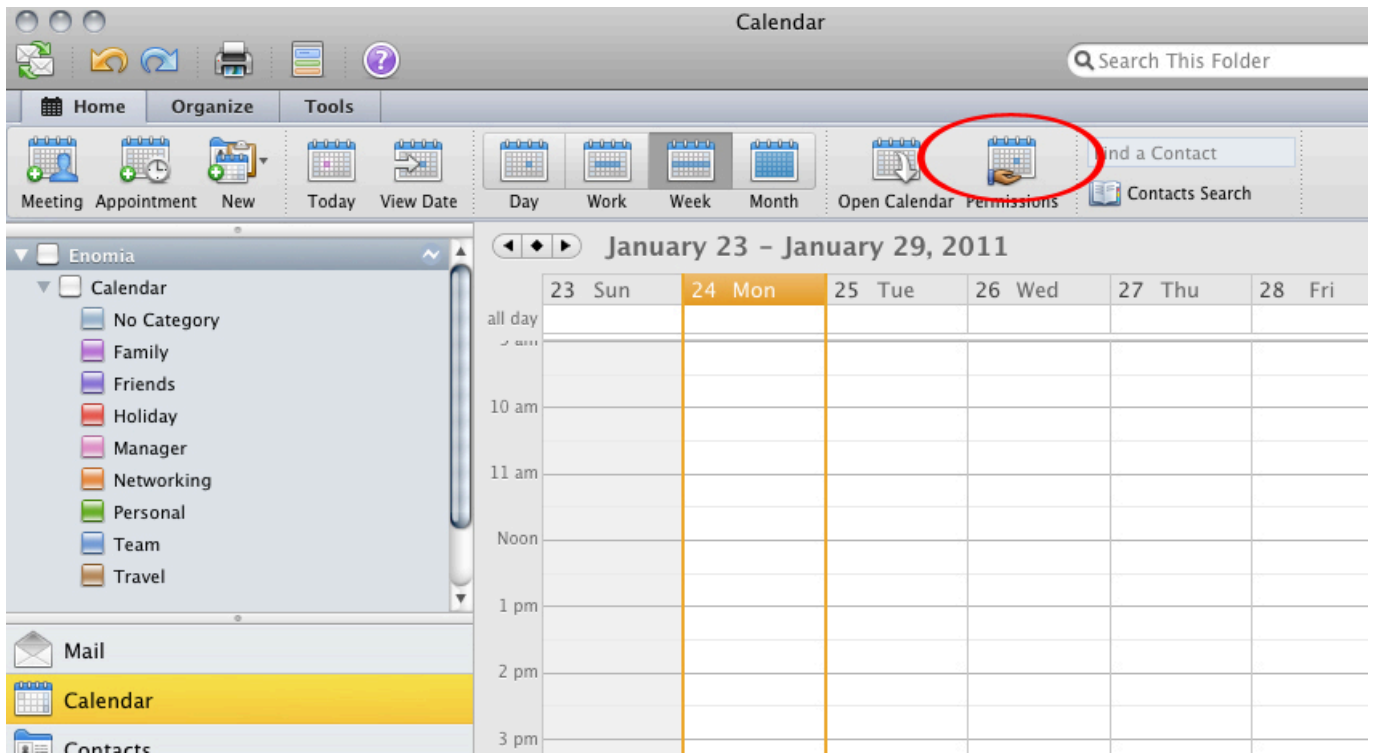 Calendar
Search This Folder
Home Organize Tools
Find a Contact
Meeting Appointment New Today View Date Day Work Week Month Open Calendar Permissions Contacts Search
Enomia
January 23 – January 29, 2011
Calendar
23 Sun 24 Mon 25 Tue 26 Wed 27 Thu 28 Fri
No Category
all day
Family
9 am
Friends
10 am
Holiday
Manager
11 am
Networking
Personal
Noon
Team
Travel
1 pm
Mail
2 pm
Calendar
3 pm
Contacts